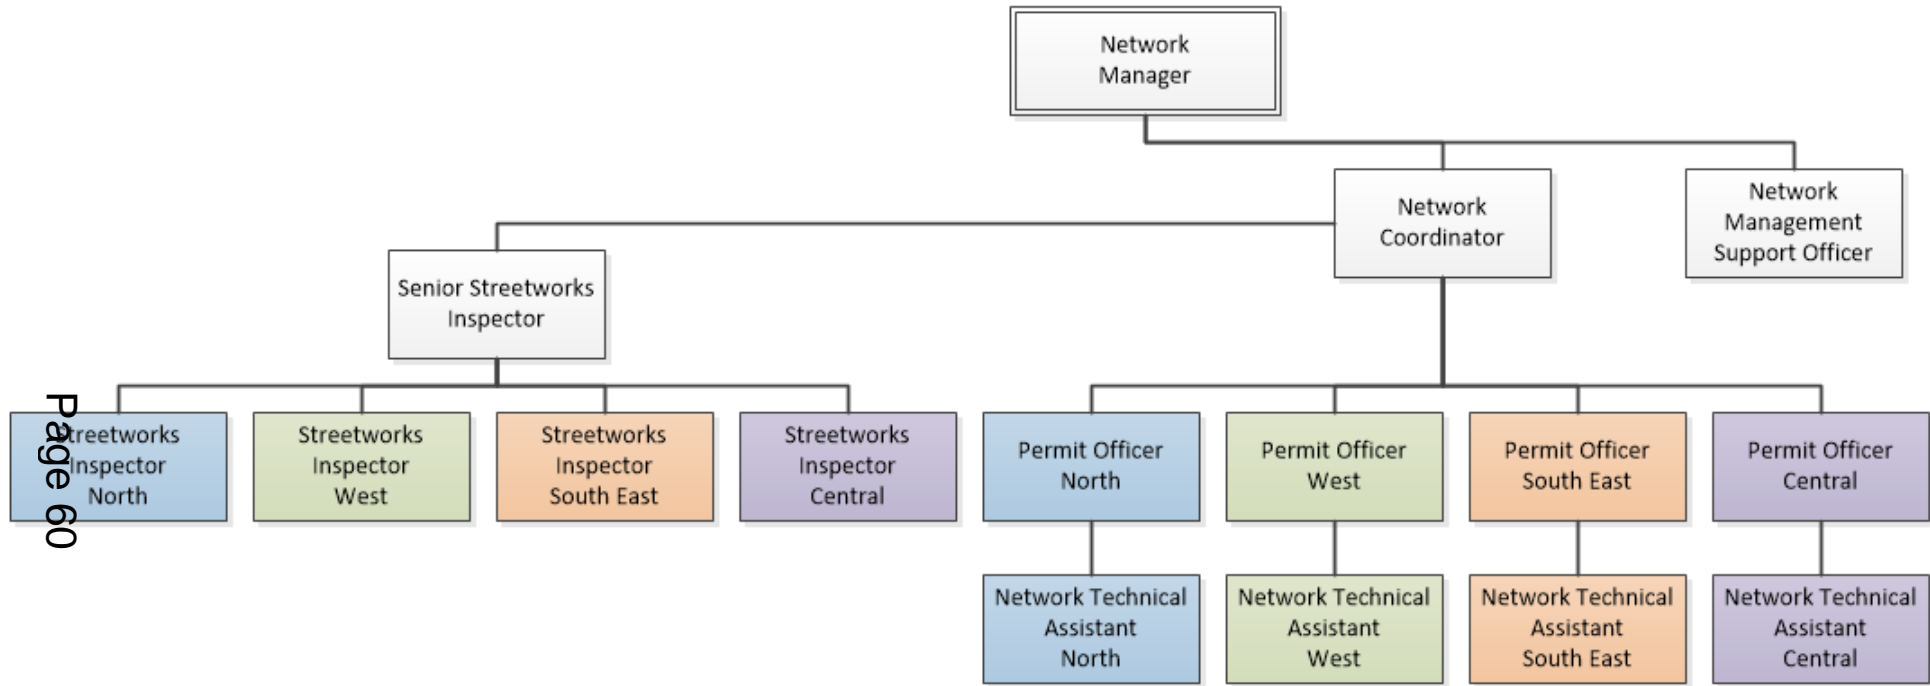 Network
Manager
Network
Coordinator
Network
Management
Support Officer
Senior Streetworks
Inspector
Streetworks
Inspector
North
Streetworks
Inspector
West
Streetworks
Inspector
South East
Streetworks
Inspector
Central
Permit Officer
North
Permit Officer
West
Permit Officer
South East
Permit Officer
Central
Network Technical
Assistant
North
Network Technical
Assistant
West
Network Technical
Assistant
South East
Network Technical
Assistant
Central
Page 60